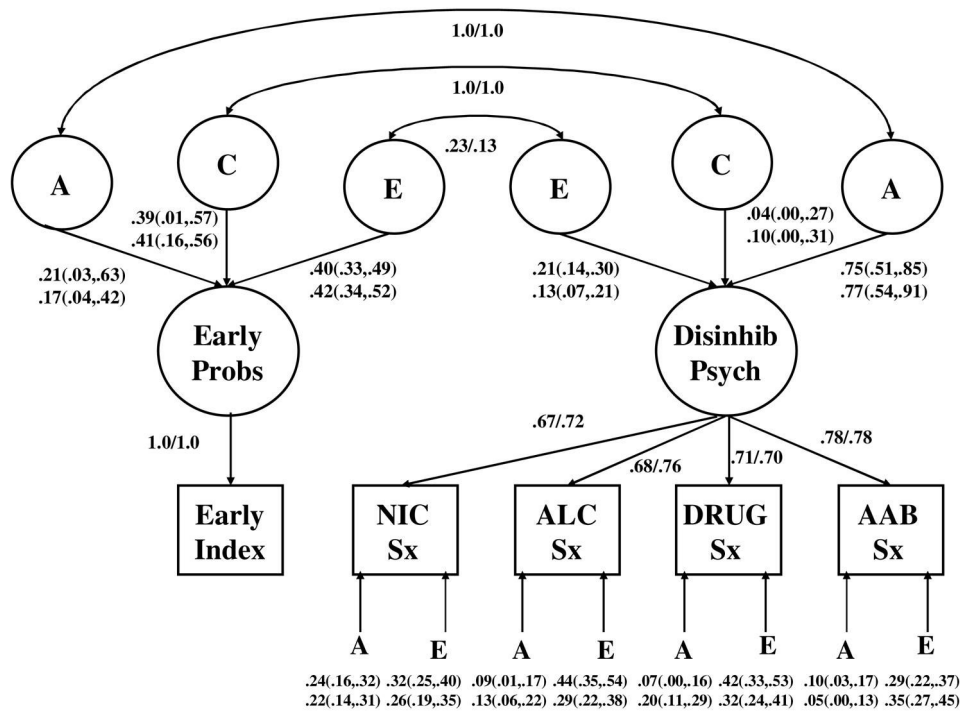 1.0/1.0
1.0/1.0
.23/.13
A
C
E
E
C
A
.39(.01,.57)
.41(.16,.56)
.04(.00,.27)
.10(.00,.31)
.21(.03,.63)
.17(.04,.42)
.40(.33,.49)
.42(.34,.52)
.21(.14,.30)
.13(.07,.21)
.75(.51,.85)
.77(.54,.91)
Early
Probs
Disinhib
Psych
1.0/1.0
.67/.72
.68/.76
.71/.70
.78/.78
Early
Index
NIC
Sx
ALC
Sx
DRUG
Sx
AAB
Sx
A E A E A E A E
.24(.16,.32) .32(.25,.40) .09(.01,.17) .44(.35,.54) .07(.00,.16) .42(.33,.53) .10(.03,.17) .29(.22,.37)
.22(.14,.31) .26(.19,.35) .13(.06,.22) .29(.22,.38) .20(.11,.29) .32(.24,.41) .05(.00,.13) .35(.27,.45)